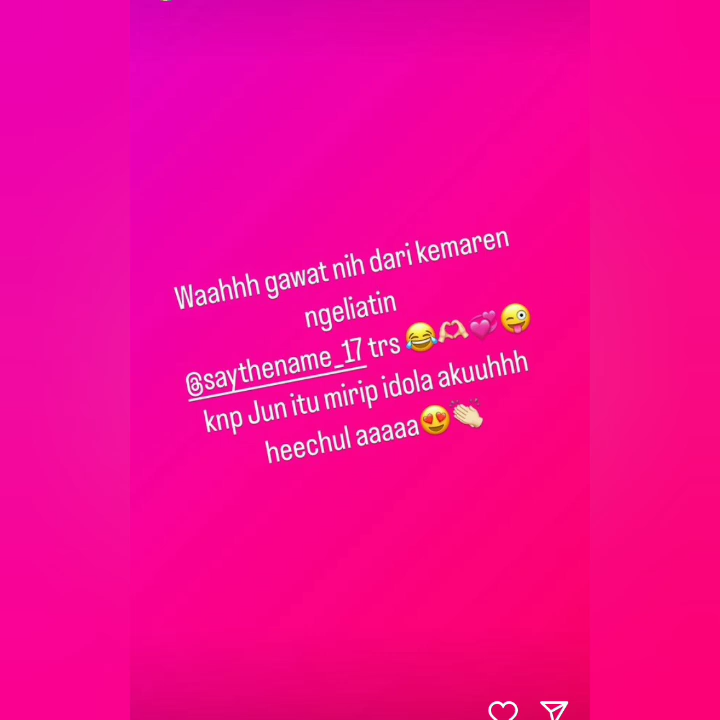 Waahhh gawat nih dari kemaren
ngeliatin
@saythename_17 trs 😂🫶🏻💞😜
knp Jun itu mirip idola akuuhhh
heechul aaaaa😍👏🏻